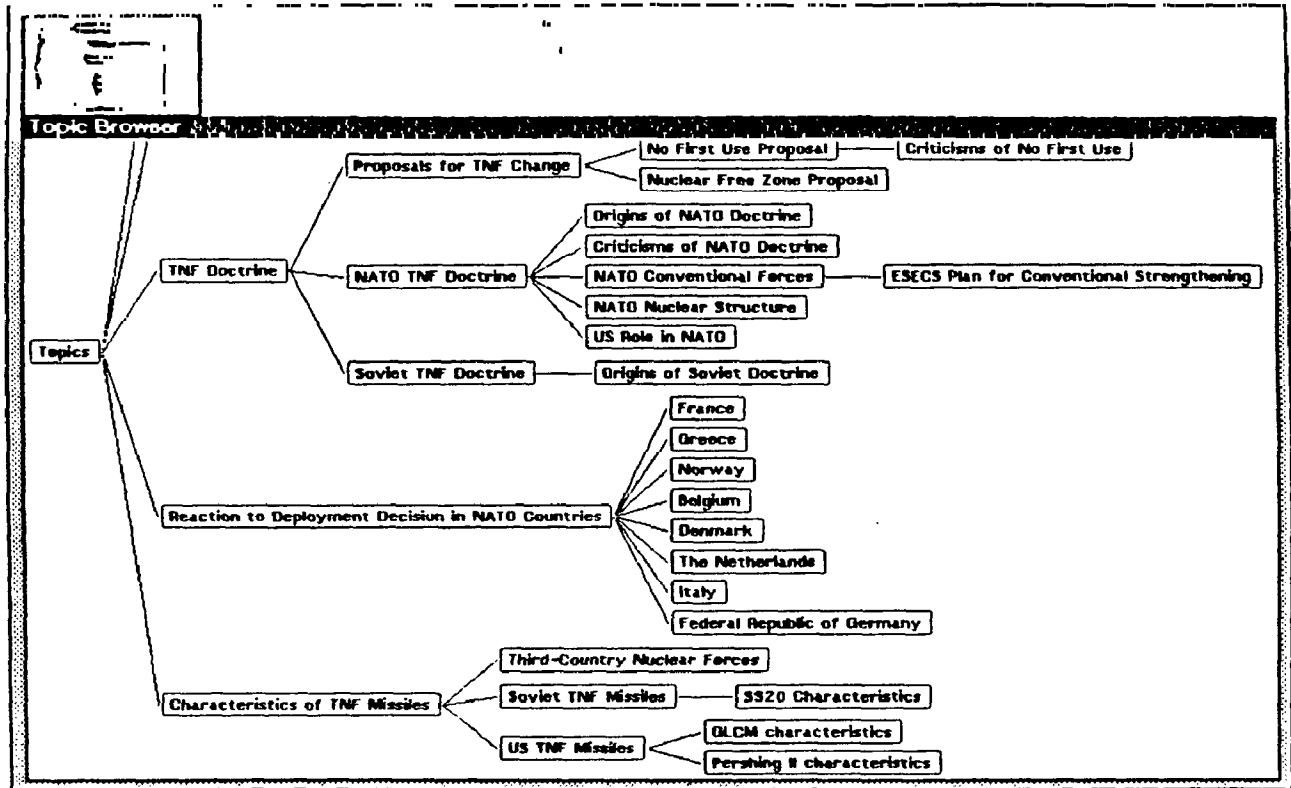 Topic Browser
No First Use Proposal
Criticisms of No First Use
Proposals for TNF Change
Nuclear Free Zone Proposal
Origins of NATO Doctrine
Criticisms of NATO Doctrine
TNF Doctrine
NATO TNF Doctrine
NATO Conventional Forces
ESECS Plan for Conventional Strengthening
NATO Nuclear Structure
US Role in NATO
Topics
Soviet TNF Doctrine
Origins of Soviet Doctrine
France
Greece
Norway
Belgium
Reaction to Deployment Decision in NATO Countries
Denmark
The Netherlands
Italy
Federal Republic of Germany
Third-Country Nuclear Forces
Soviet TNF Missiles
SS20 Characteristics
Characteristics of TNF Missiles
GLCM characteristics
US TNF Missiles
Pershing II characteristics